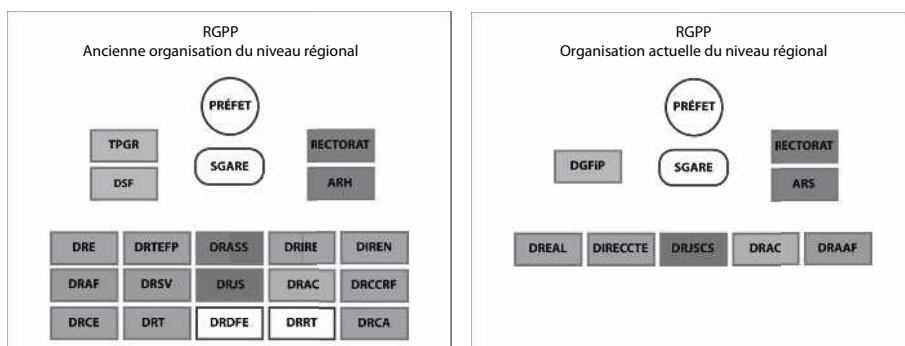 RGPP
Ancienne organisation du niveau régional
PRÉFET
TPGR
RECTORAT
SGARE
DSF
ARH
DRE DRTEFP DRASS DRIRE DIREN
DRAF DRSV DRJS DRAC DRCCRF
DRCE DRT DRDFE DRRT DRCA
RGPP
Organisation actuelle du niveau régional
PRÉFET
RECTORAT
DGFiP SGARE
ARS
DREAL DIRECCTE DRJSCS DRAC DRAAF